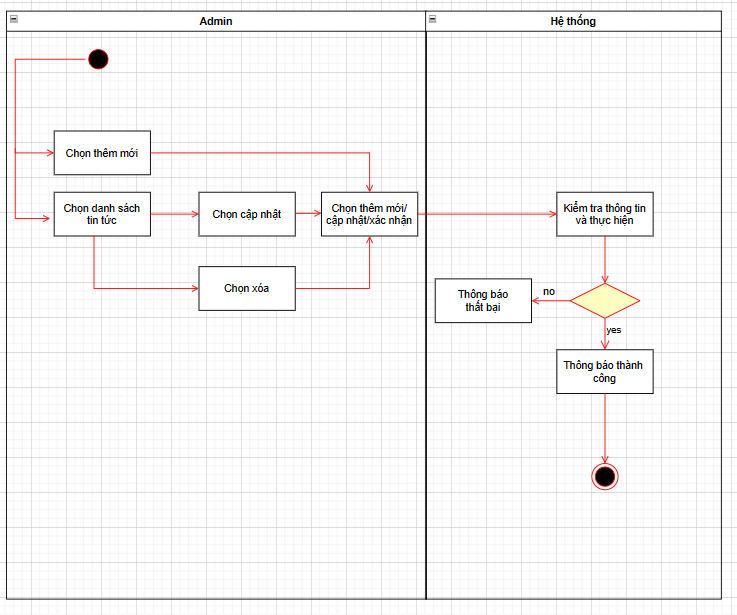 Admin
Hệ thống
Chọn thêm mới
Chọn danh sách
tin tức
Chọn cập nhật
Chọn thêm mới/
cập nhật/xác nhận
Chọn xóa
Kiểm tra thông tin
và thực hiện
no
Thông báo
thất bại
yes
Thông báo thành
công